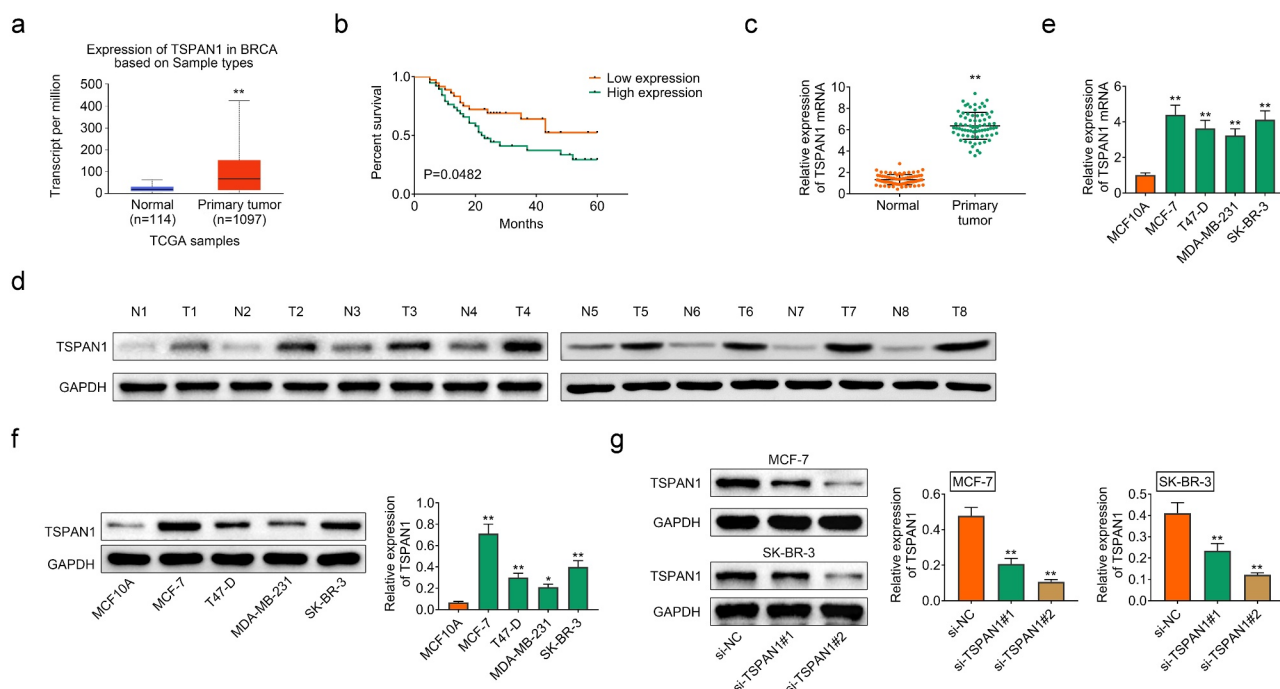 a
Expression of TSPAN1 in BRCA
based on Sample types
Transcript per million
500
400
300
200
100
0
**
Normal
(n=114)
Primary tumor
(n=1097)
TCGA samples
b
Percent survival
1.0
0.5
0.0
Low expression
High expression
P=0.0482
0
20
40
60
Months
c
Relative expression
of TSPAN1 mRNA
10
8
6
4
2
0
**
Normal
Primary
tumor
e
Relative expression
of TSPAN1 mRNA
8
6
4
2
0
**
**
**
**
MCF10A
MCF-7
T47-D
MDA-MB-231
SK-BR-3
d
N1 T1 N2 T2 N3 T3 N4 T4 N5 T5 N6 T6 N7 T7 N8 T8
TSPAN1
GAPDH
f
TSPAN1
GAPDH
MCF10A
MCF-7
T47-D
MDA-MB-231
SK-BR-3
Relative expression
of TSPAN1
1.0
0.8
0.6
0.4
0.2
0.0
**
**
*
**
MCF10A
MCF-7
T47-D
MDA-MB-231
SK-BR-3
g
MCF-7
TSPAN1
GAPDH
SK-BR-3
TSPAN1
GAPDH
si-NC
si-TSPAN1#1
si-TSPAN1#2
Relative expression
of TSPAN1
0.6
0.4
0.2
0.0
MCF-7
**
**
si-NC
si-TSPAN1#1
si-TSPAN1#2
Relative expression
of TSPAN1
0.5
0.4
0.3
0.2
0.1
0.0
SK-BR-3
**
**
si-NC
si-TSPAN1#1
si-TSPAN1#2